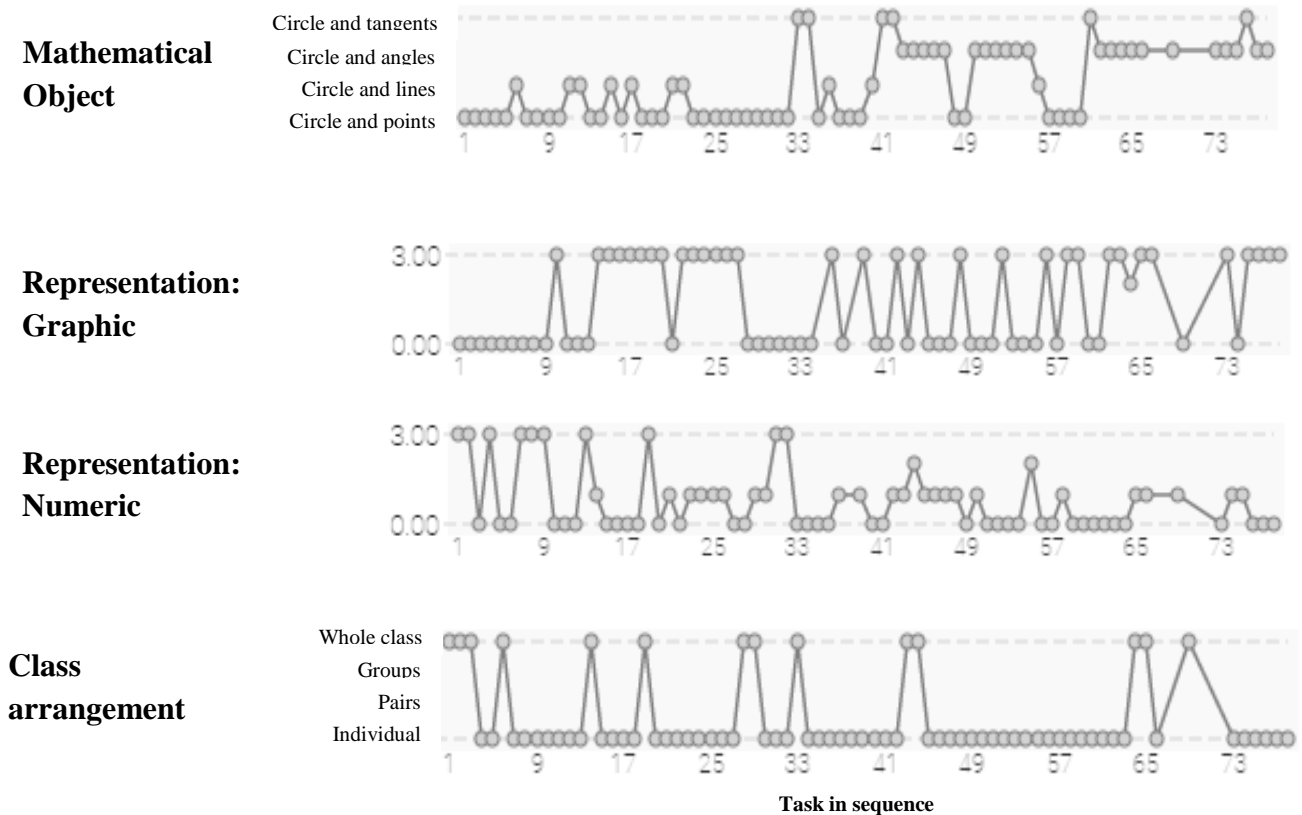 Mathematical
Object
Circle and tangents
Circle and angles
Circle and lines
Circle and points
1 9 17 25 33 41 49 57 65 73
Representation:
Graphic
3.00
0.00
1 9 17 25 33 41 49 57 65 73
Representation:
Numeric
3.00
0.00
1 9 17 25 33 41 49 57 65 73
Class
arrangement
Whole class
Groups
Pairs
Individual
1 9 17 25 33 41 49 57 65 73
Task in sequence